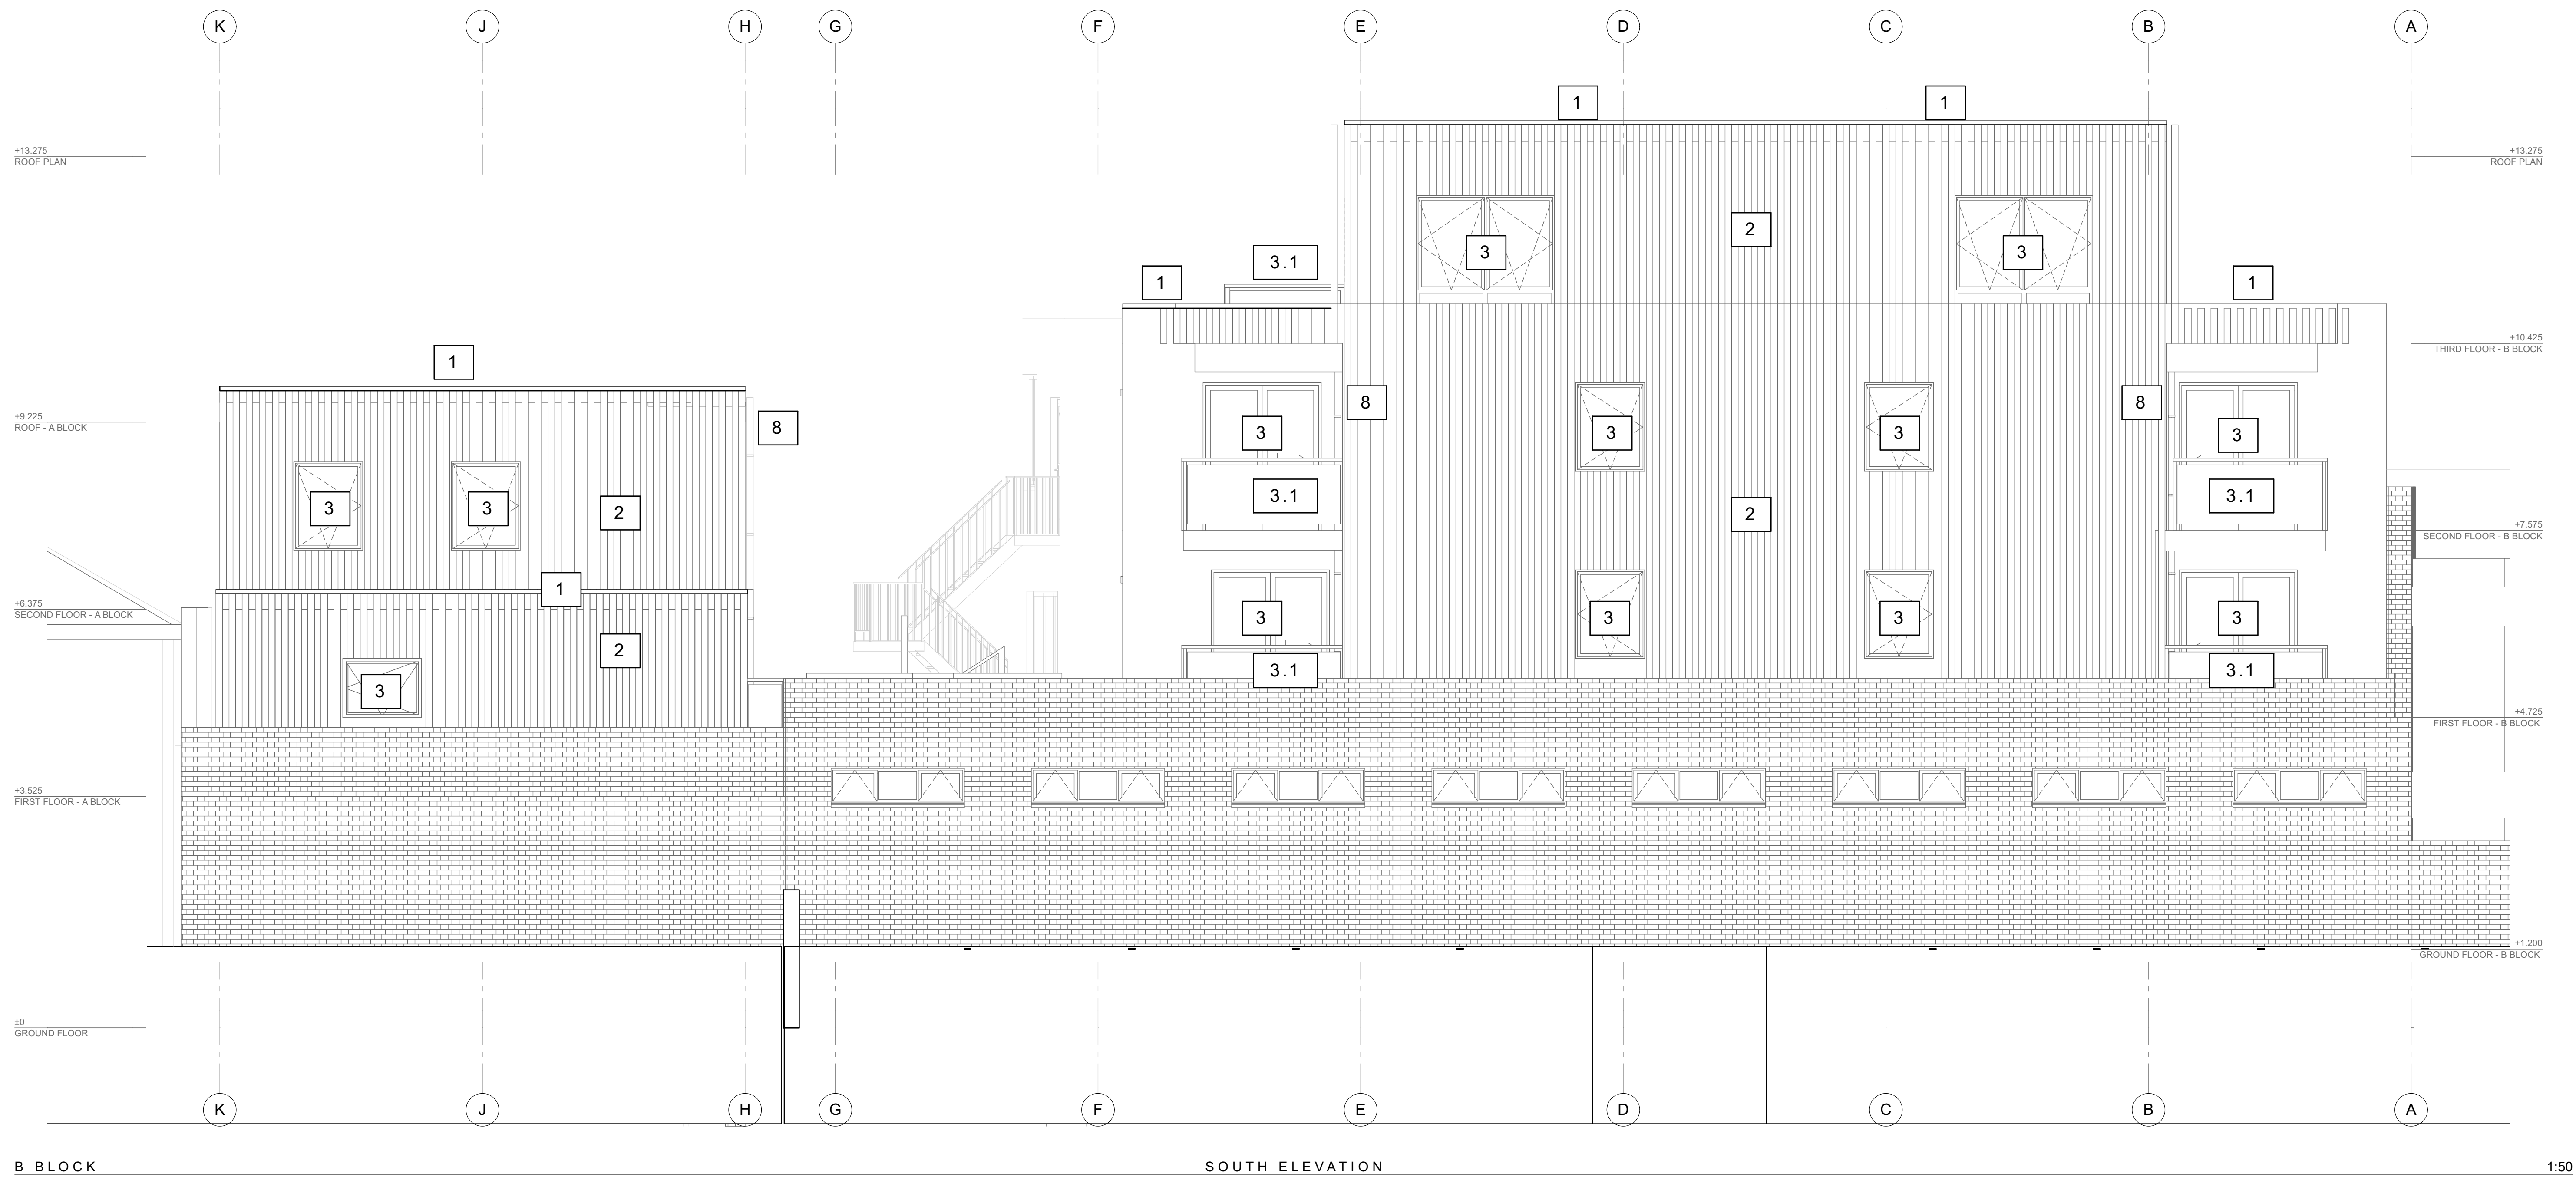 K J H G F E D C B A
1 1
+13.275 +13.275
ROOF PLAN ROOF PLAN
2
3 3
3.1
1 1
+10.425
THIRD FLOOR - B BLOCK
1
8 8
+9.225
ROOF - A BLOCK
8
3 3 3 3
3.1 3.1
3 3 2 2
+7.575
SECOND FLOOR - B BLOCK
1
+6.375
SECOND FLOOR - A BLOCK
3 3 3 3
2
3.1 3.1
3
+4.725
FIRST FLOOR - B BLOCK
+3.525
FIRST FLOOR - A BLOCK
+1.200
GROUND FLOOR - B BLOCK
±0
GROUND FLOOR
K J H G F E D C B A
B BLOCK SOUTH ELEVATION 1:50